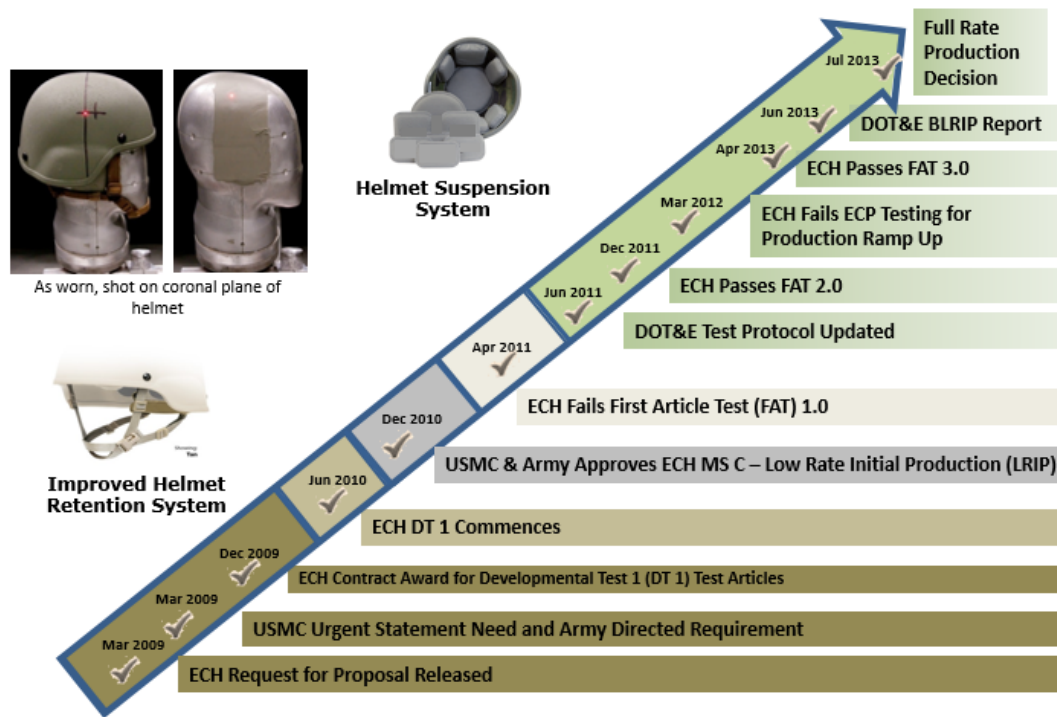 Full Rate
Production
Decision
Jul 2013
Jun 2013
DOT&E BLRIP Report
Apr 2013
ECH Passes FAT 3.0
Mar 2012
ECH Fails ECP Testing for
Production Ramp Up
Dec 2011
ECH Passes FAT 2.0
Jun 2011
DOT&E Test Protocol Updated
Helmet Suspension
System
As worn, shot on coronal plane of
helmet
Apr 2011
ECH Fails First Article Test (FAT) 1.0
Dec 2010
USMC & Army Approves ECH MS C – Low Rate Initial Production (LRIP)
Tan
Improved Helmet
Retention System
Jun 2010
ECH DT 1 Commences
Dec 2009
ECH Contract Award for Developmental Test 1 (DT 1) Test Articles
Mar 2009
USMC Urgent Statement Need and Army Directed Requirement
Mar 2009
ECH Request for Proposal Released